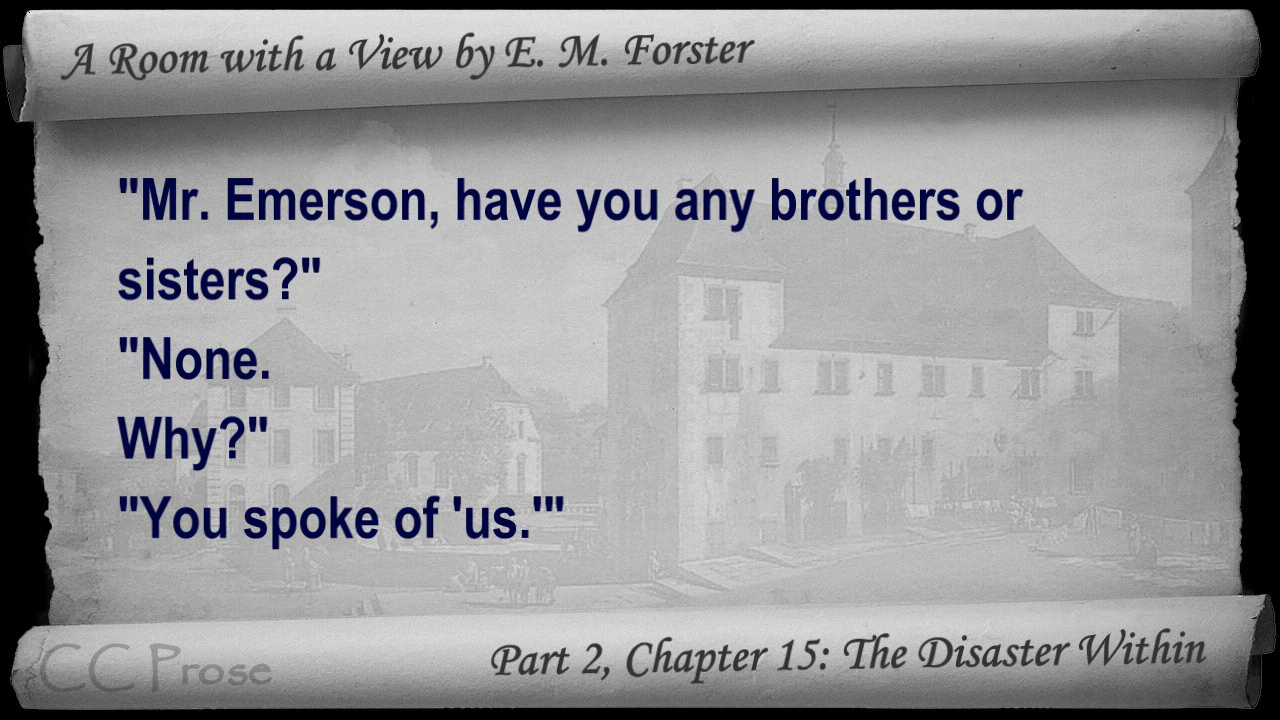 A Room with a View by E. M. Forster
"Mr. Emerson, have you any brothers or
sisters?"
"None.
Why?"
"You spoke of 'us.'"
CC Prose
Part 2, Chapter 15: The Disaster Within